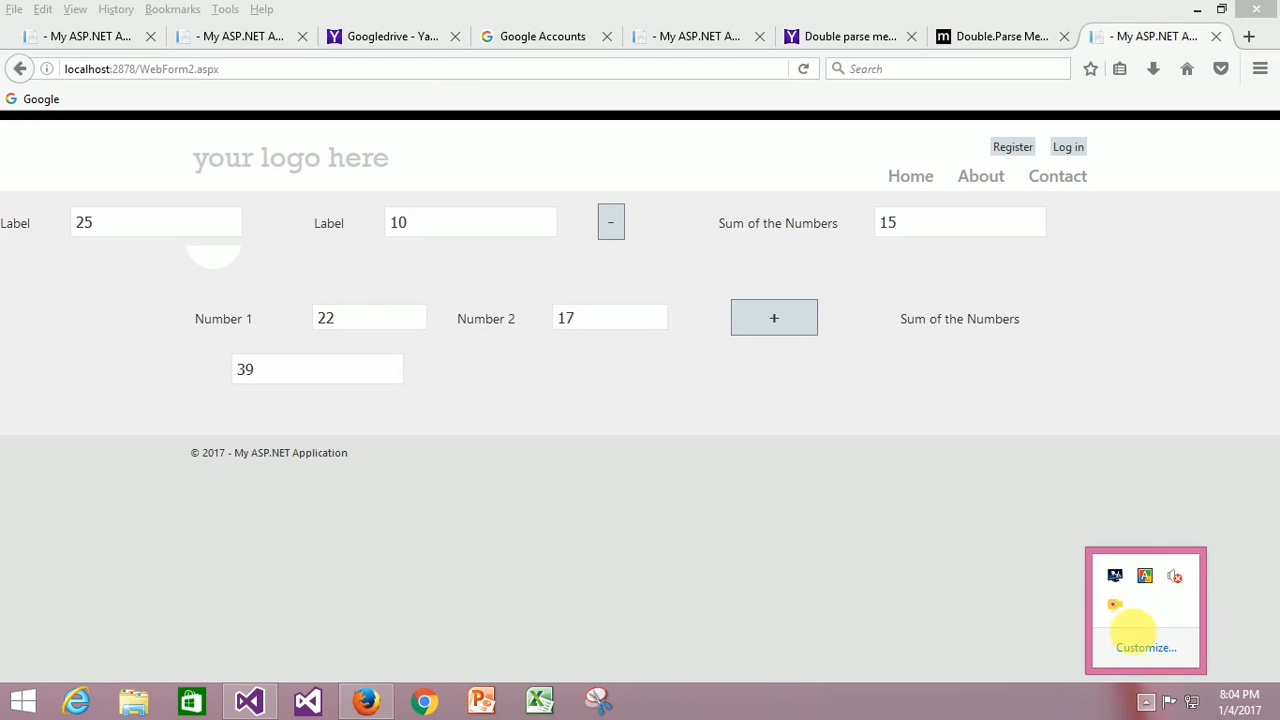 File Edit View History Bookmarks Tools Help
- My ASP.NET A... - My ASP.NET A... Googledrive - Ya... Google Accounts - My ASP.NET A... Double parse me... Double.Parse Me... - My ASP.NET A...
localhost:2878/WebForm2.aspx Search
Google
Register Log in
your logo here
Home About Contact
Label 25 Label 10 - Sum of the Numbers 15
Number 1 22 Number 2 17 + Sum of the Numbers
39
© 2017 - My ASP.NET Application
Customize...
8:04 PM
1/4/2017